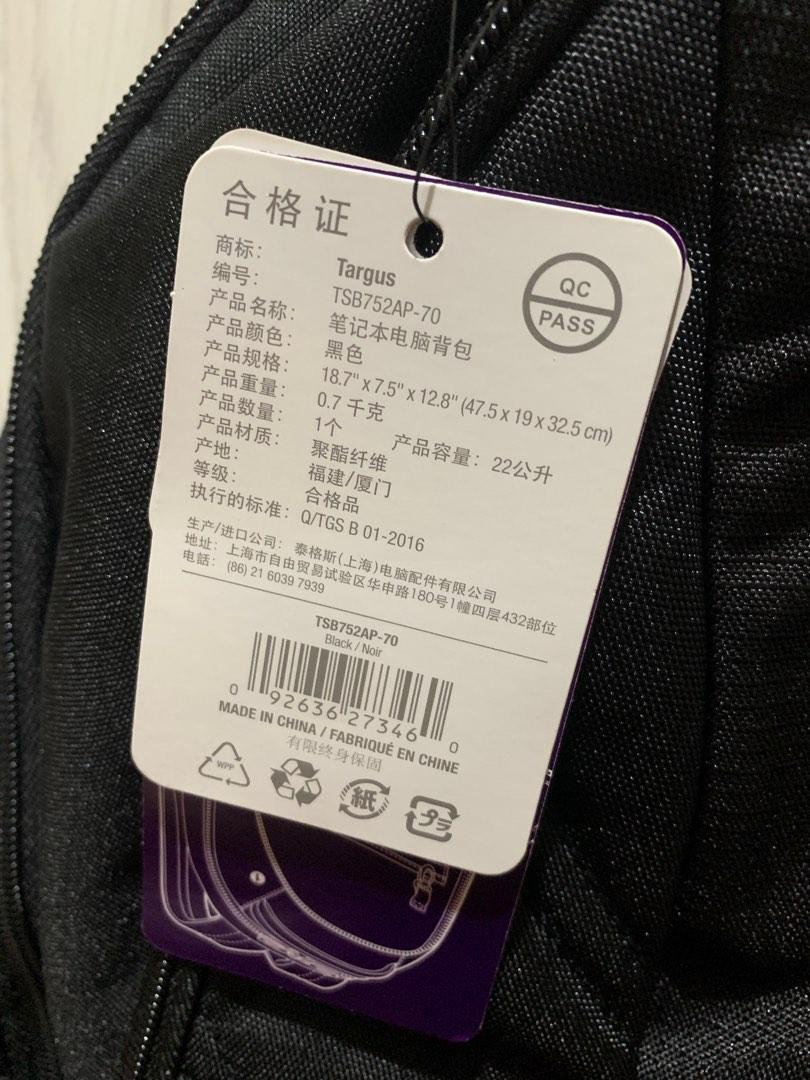 合格证
QC
PASS
商标： Targus
编号： TSB752AP-70
产品名称： 笔记本电脑背包
产品颜色： 黑色
产品规格： 18.7" x 7.5" x 12.8" (47.5 x 19 x 32.5 cm)
产品重量： 0.7 千克 产品容量： 22公升
产品数量： 1个
产品材质： 聚酯纤维
产地： 福建/厦门
等级： 合格品
执行的标准： Q/TGS B 01-2016
生产/进口公司： 泰格斯(上海)电脑配件有限公司
地址： 上海市自由贸易试验区华申路180号1幢四层432部位
电話： (86) 21 6039 7939
TSB752AP-70
Black / Noir
0 92636 27346 0
MADE IN CHINA / FABRIQUÉ EN CHINE
有限终身保固
WPP 紙 プラ